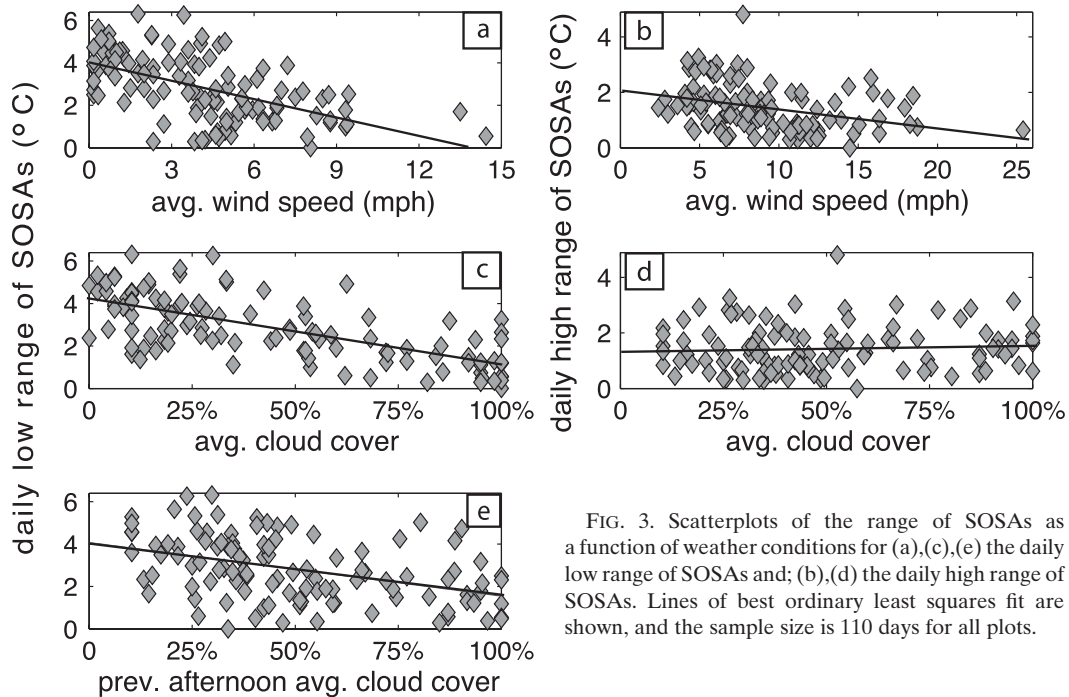 daily low range of SOSAs (° C)
6
4
2
0
a
0 3 6 9 12 15
avg. wind speed (mph)
daily high range of SOSAs (° C)
4
2
0
b
0 5 10 15 20 25
avg. wind speed (mph)
6
4
2
0
c
0 25% 50% 75% 100%
avg. cloud cover
4
2
0
d
0 25% 50% 75% 100%
avg. cloud cover
6
4
2
0
e
0 25% 50% 75% 100%
prev. afternoon avg. cloud cover
FIG. 3. Scatterplots of the range of SOSAs as
a function of weather conditions for (a),(c),(e) the daily
low range of SOSAs and; (b),(d) the daily high range of
SOSAs. Lines of best ordinary least squares fit are
shown, and the sample size is 110 days for all plots.